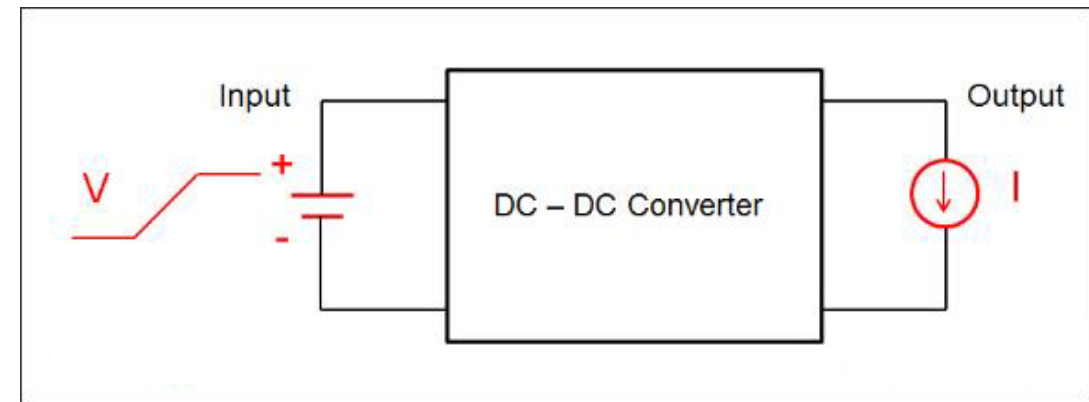 Input
Output
+
V
DC – DC Converter
I
-